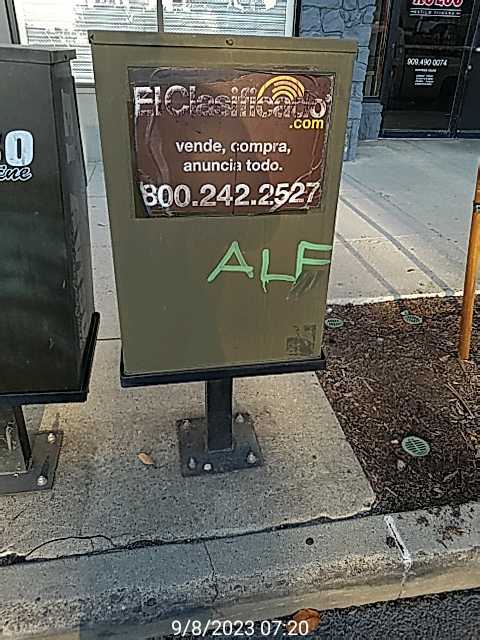 909.490 0074
ElClasificado
.com
vende, compra,
anuncia todo.
800.242.2527
ALF
9/8/2023 07:20